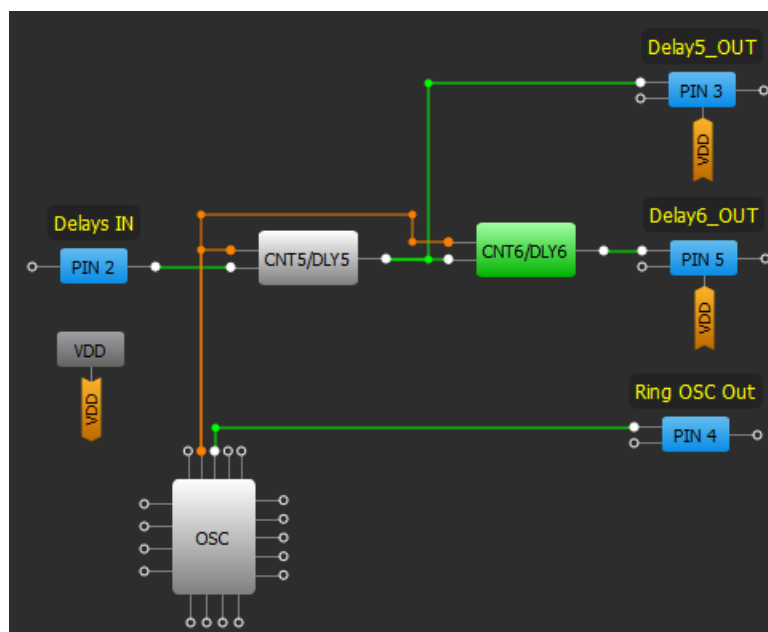 Delay5_OUT
PIN 3
VDD
Delays IN
PIN 2
CNT5/DLY5
CNT6/DLY6
Delay6_OUT
PIN 5
VDD
VDD
VDD
Ring OSC Out
PIN 4
OSC